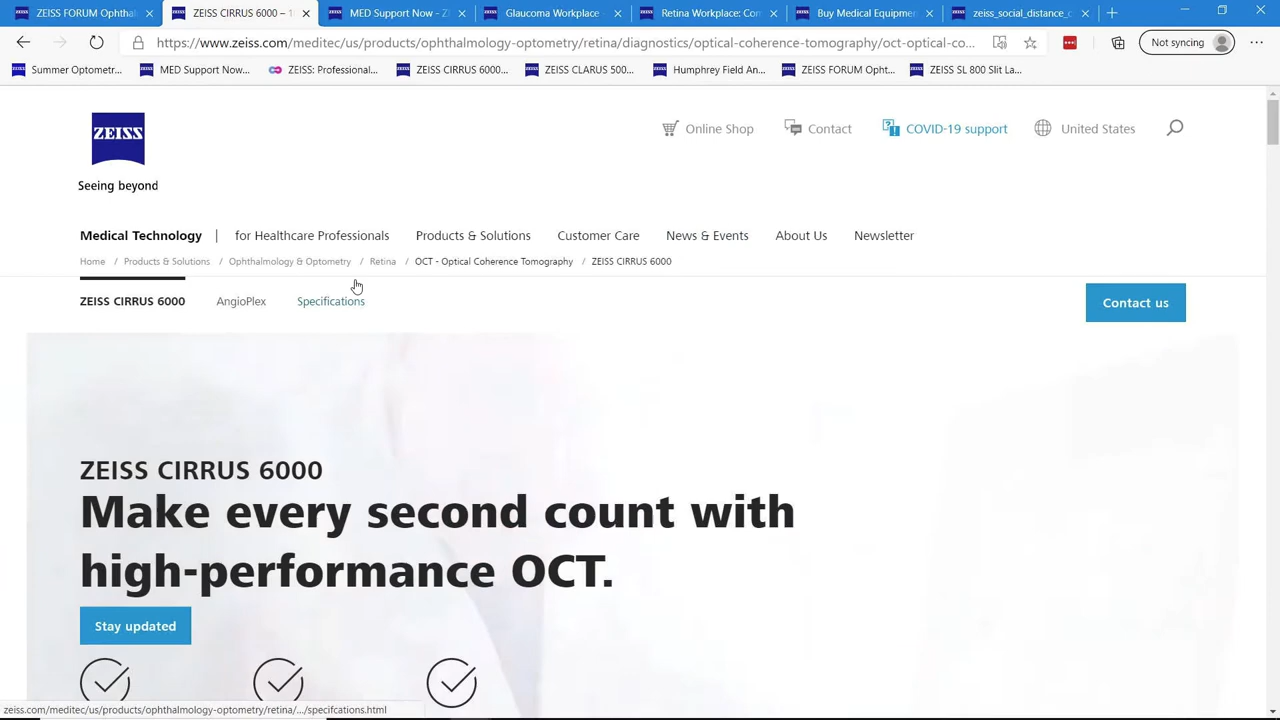 ZEISS FORUM Ophthal
ZEISS CIRRUS 6000 – 1
MED Support Now - Z
Glaucoma Workplace
Retina Workplace: Com
Buy Medical Equipme
zeiss_social_distance_c
https://www.zeiss.com/meditec/us/products/ophthalmology-optometry/retina/diagnostics/optical-coherence-tomography/oct-optical-co...
Not syncing
Summer Optometr...
MED Support Now...
ZEISS: Professional...
ZEISS CIRRUS 6000...
ZEISS CLARUS 500...
Humphrey Field An...
ZEISS FORUM Opht...
ZEISS SL 800 Slit La...
ZEISS
Seeing beyond
Online Shop
Contact
COVID-19 support
United States
Medical Technology | for Healthcare Professionals Products & Solutions Customer Care News & Events About Us Newsletter
Home / Products & Solutions / Ophthalmology & Optometry / Retina / OCT - Optical Coherence Tomography / ZEISS CIRRUS 6000
ZEISS CIRRUS 6000 AngioPlex Specifications
Contact us
ZEISS CIRRUS 6000
Make every second count with
high-performance OCT.
Stay updated
zeiss.com/meditec/us/products/ophthalmology-optometry/retina/.../specifcations.html